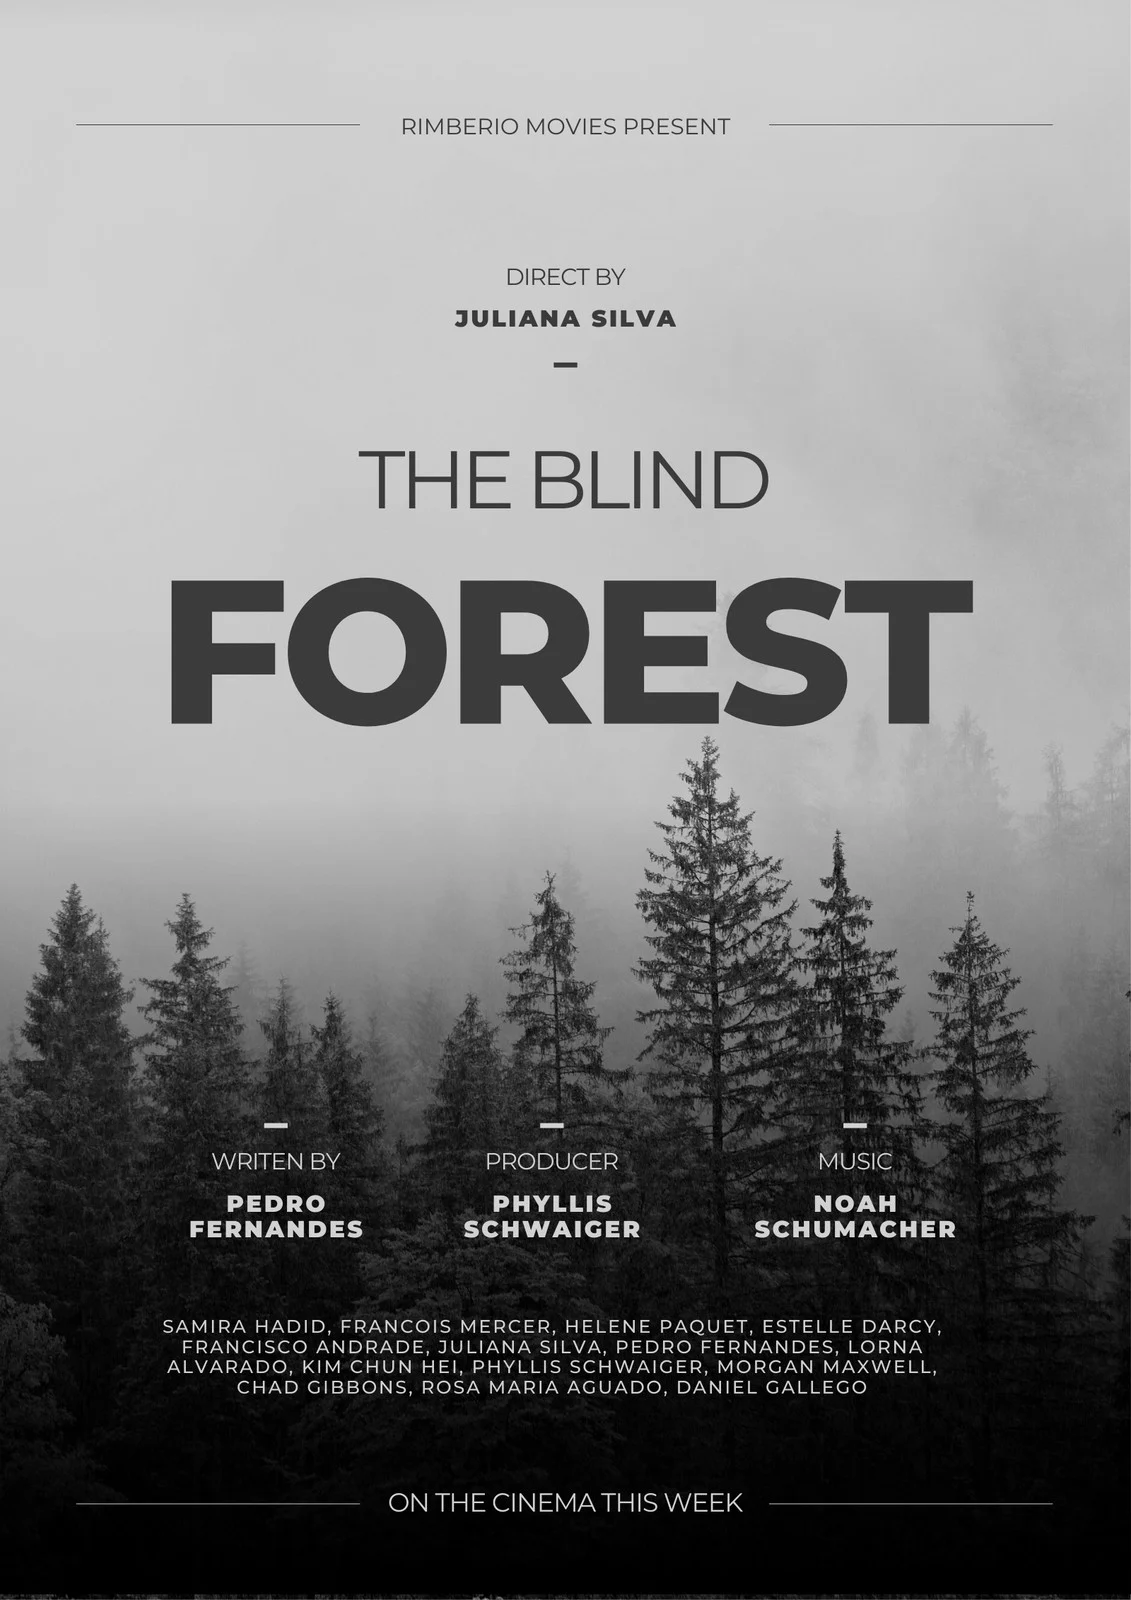 RIMBERIO MOVIES PRESENT
DIRECT BY
JULIANA SILVA
THE BLIND
FOREST
WRITEN BY
PEDRO
FERNANDES
PRODUCER
PHYLLIS
SCHWAIGER
MUSIC
NOAH
SCHUMACHER
SAMIRA HADID, FRANCOIS MERCER, HELENE PAQUET, ESTELLE DARCY,
FRANCISCO ANDRADE, JULIANA SILVA, PEDRO FERNANDES, LORNA
ALVARADO, KIM CHUN HEI, PHYLLIS SCHWAIGER, MORGAN MAXWELL,
CHAD GIBBONS, ROSA MARIA AGUADO, DANIEL GALLEGO
ON THE CINEMA THIS WEEK